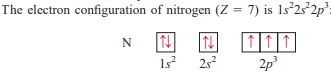 The electron configuration of nitrogen (Z = 7) is 1s²2s²2p³:
N ↑↓ ↑↓ ↑ ↑ ↑
1s² 2s² 2p³